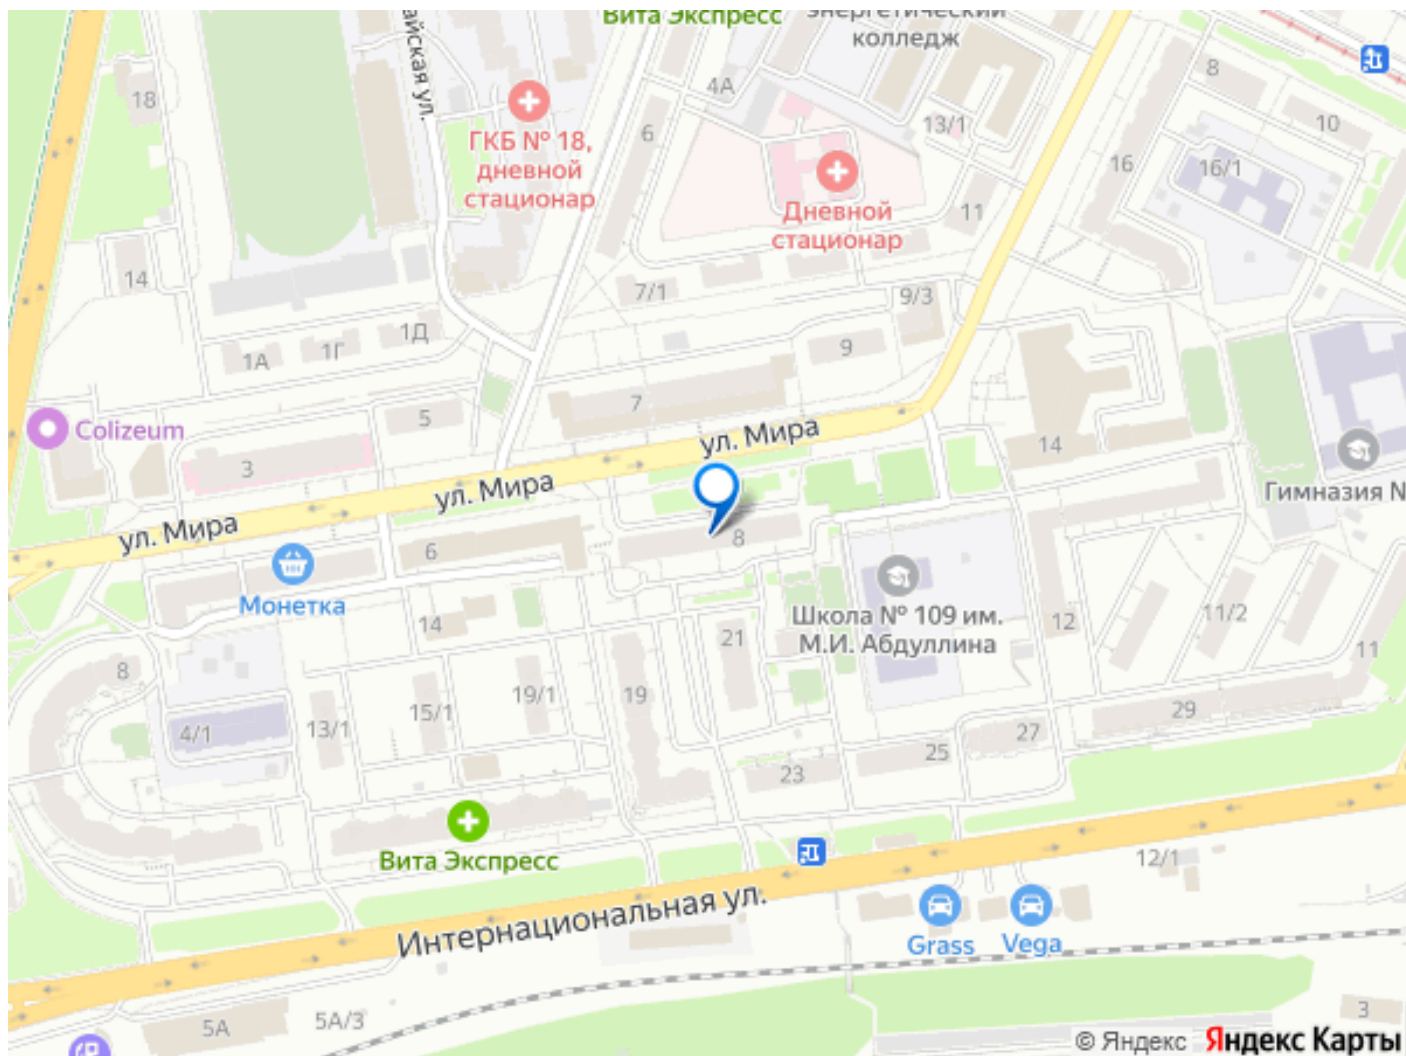 Вита Экспресс
энергетический
колледж
айская ул.
18
4А
8
6
13/1
10
ГКБ № 18,
дневной
стационар
16
16/1
Дневной
стационар
11
14
7/1
9/3
1А
1Г
1Д
9
7
5
Colizeum
3
ул. Мира
14
ул. Мира
Гимназия N
ул. Мира
6
8
Монетка
Школа № 109 им.
М.И. Абдуллина
14
21
12
11/2
11
8
19/1
19
15/1
13/1
4/1
29
27
25
23
Вита Экспресс
12/1
Интернациональная ул.
Grass
Vega
5А
5А/3
3
© Яндекс Яндекс Карты